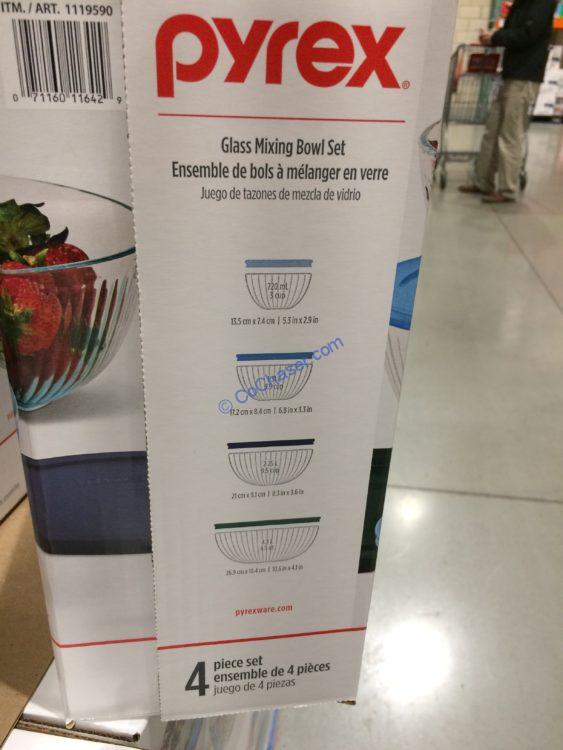 ITM. / ART. 1119590
0 71160 11642 9
pyrex®
Glass Mixing Bowl Set
Ensemble de bols à mélanger en verre
Juego de tazones de mezcla de vidrio
720 mL
3 cup
13.5 cm x 7.4 cm | 5.3 in x 2.9 in
© CoChaser.com
17.2 cm x 8.4 cm | 6.8 in x 3.3 in
21 cm x 9.1 cm | 8.3 in x 3.6 in
26.9 cm x 10.4 cm | 10.6 in x 4.1 in
pyrexware.com
4 piece set
ensemble de 4 pièces
juego de 4 piezas